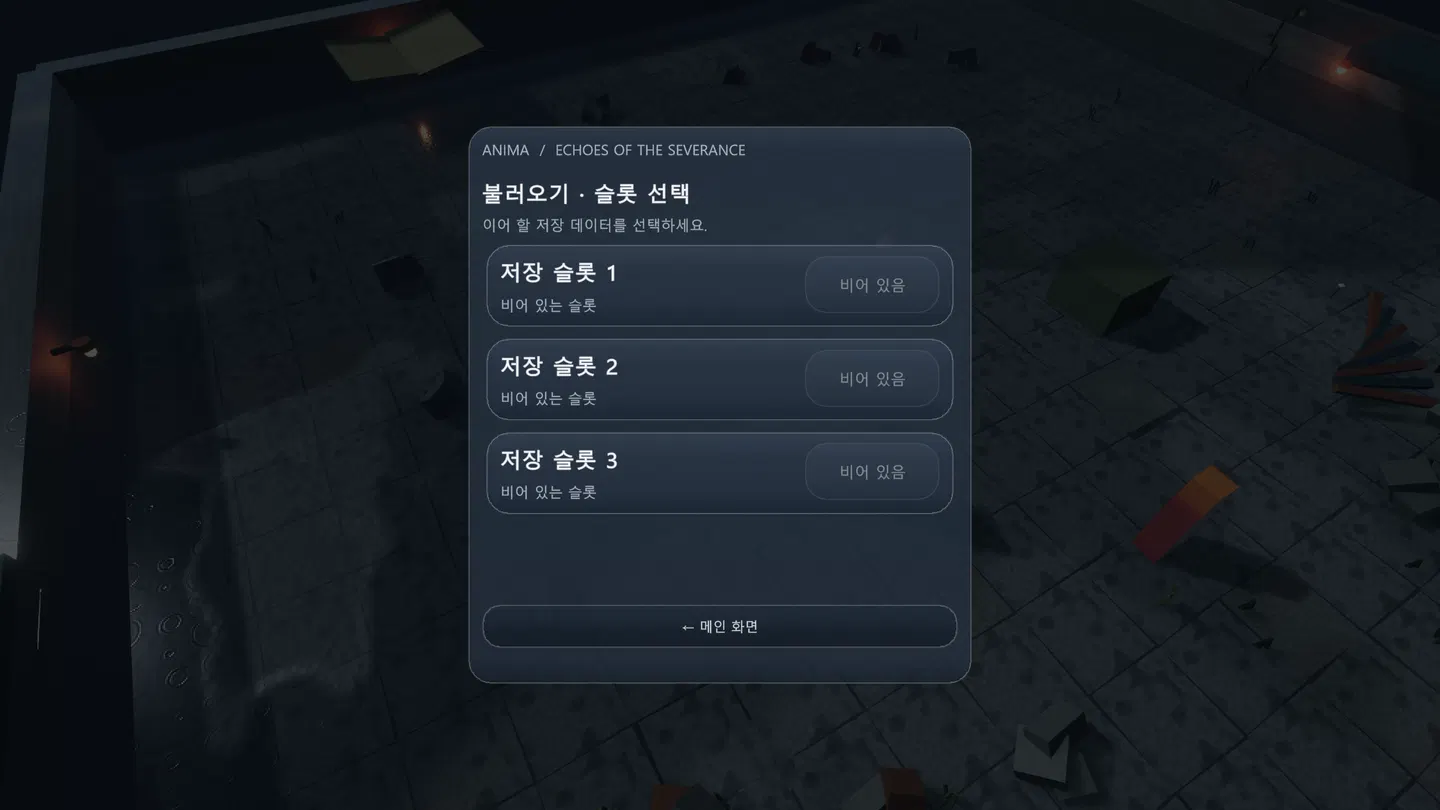 ANIMA / ECHOES OF THE SEVERANCE
불러오기 · 슬롯 선택
이어 할 저장 데이터를 선택하세요.
저장 슬롯 1
비어 있는 슬롯
비어 있음
저장 슬롯 2
비어 있는 슬롯
비어 있음
저장 슬롯 3
비어 있는 슬롯
비어 있음
← 메인 화면